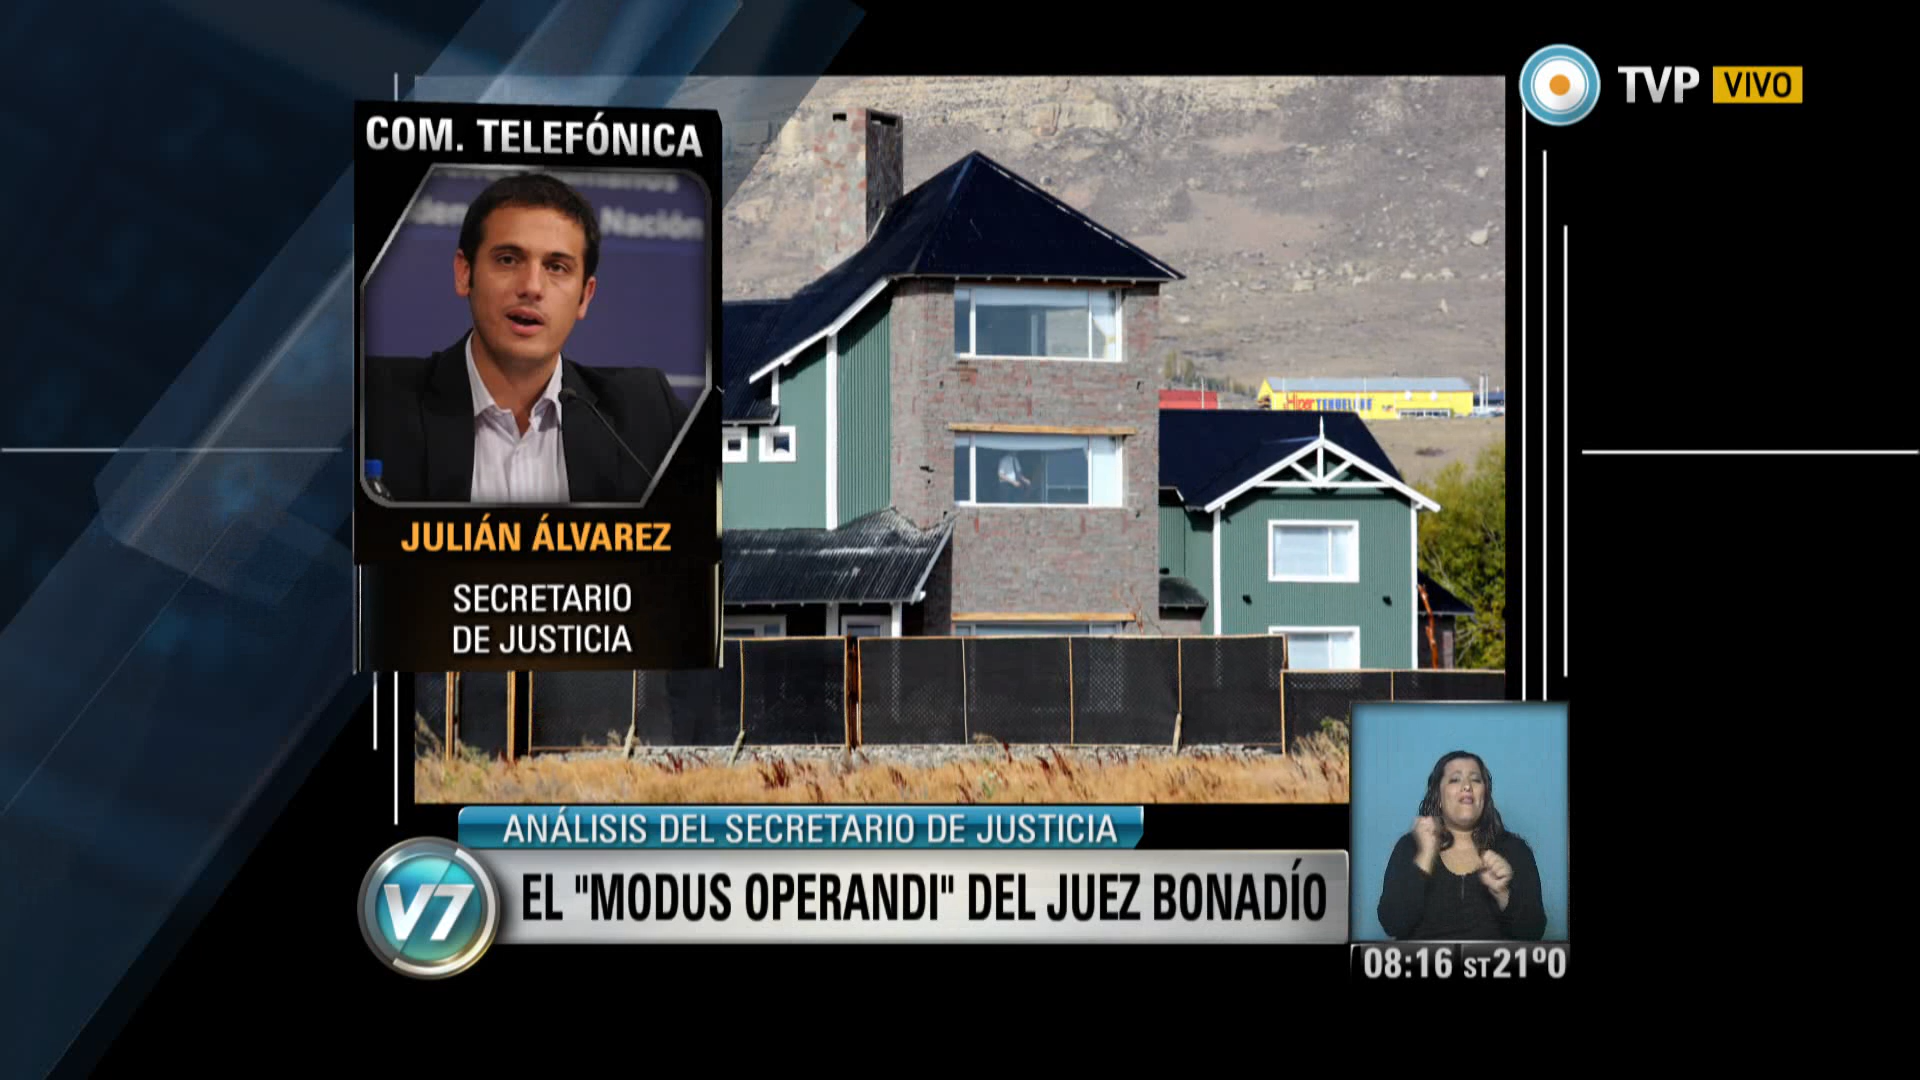 TVP VIVO
COM. TELEFÓNICA
Nación
JULIÁN ÁLVAREZ
SECRETARIO
DE JUSTICIA
ANÁLISIS DEL SECRETARIO DE JUSTICIA
V7
EL "MODUS OPERANDI" DEL JUEZ BONADÍO
08:16 ST21º0